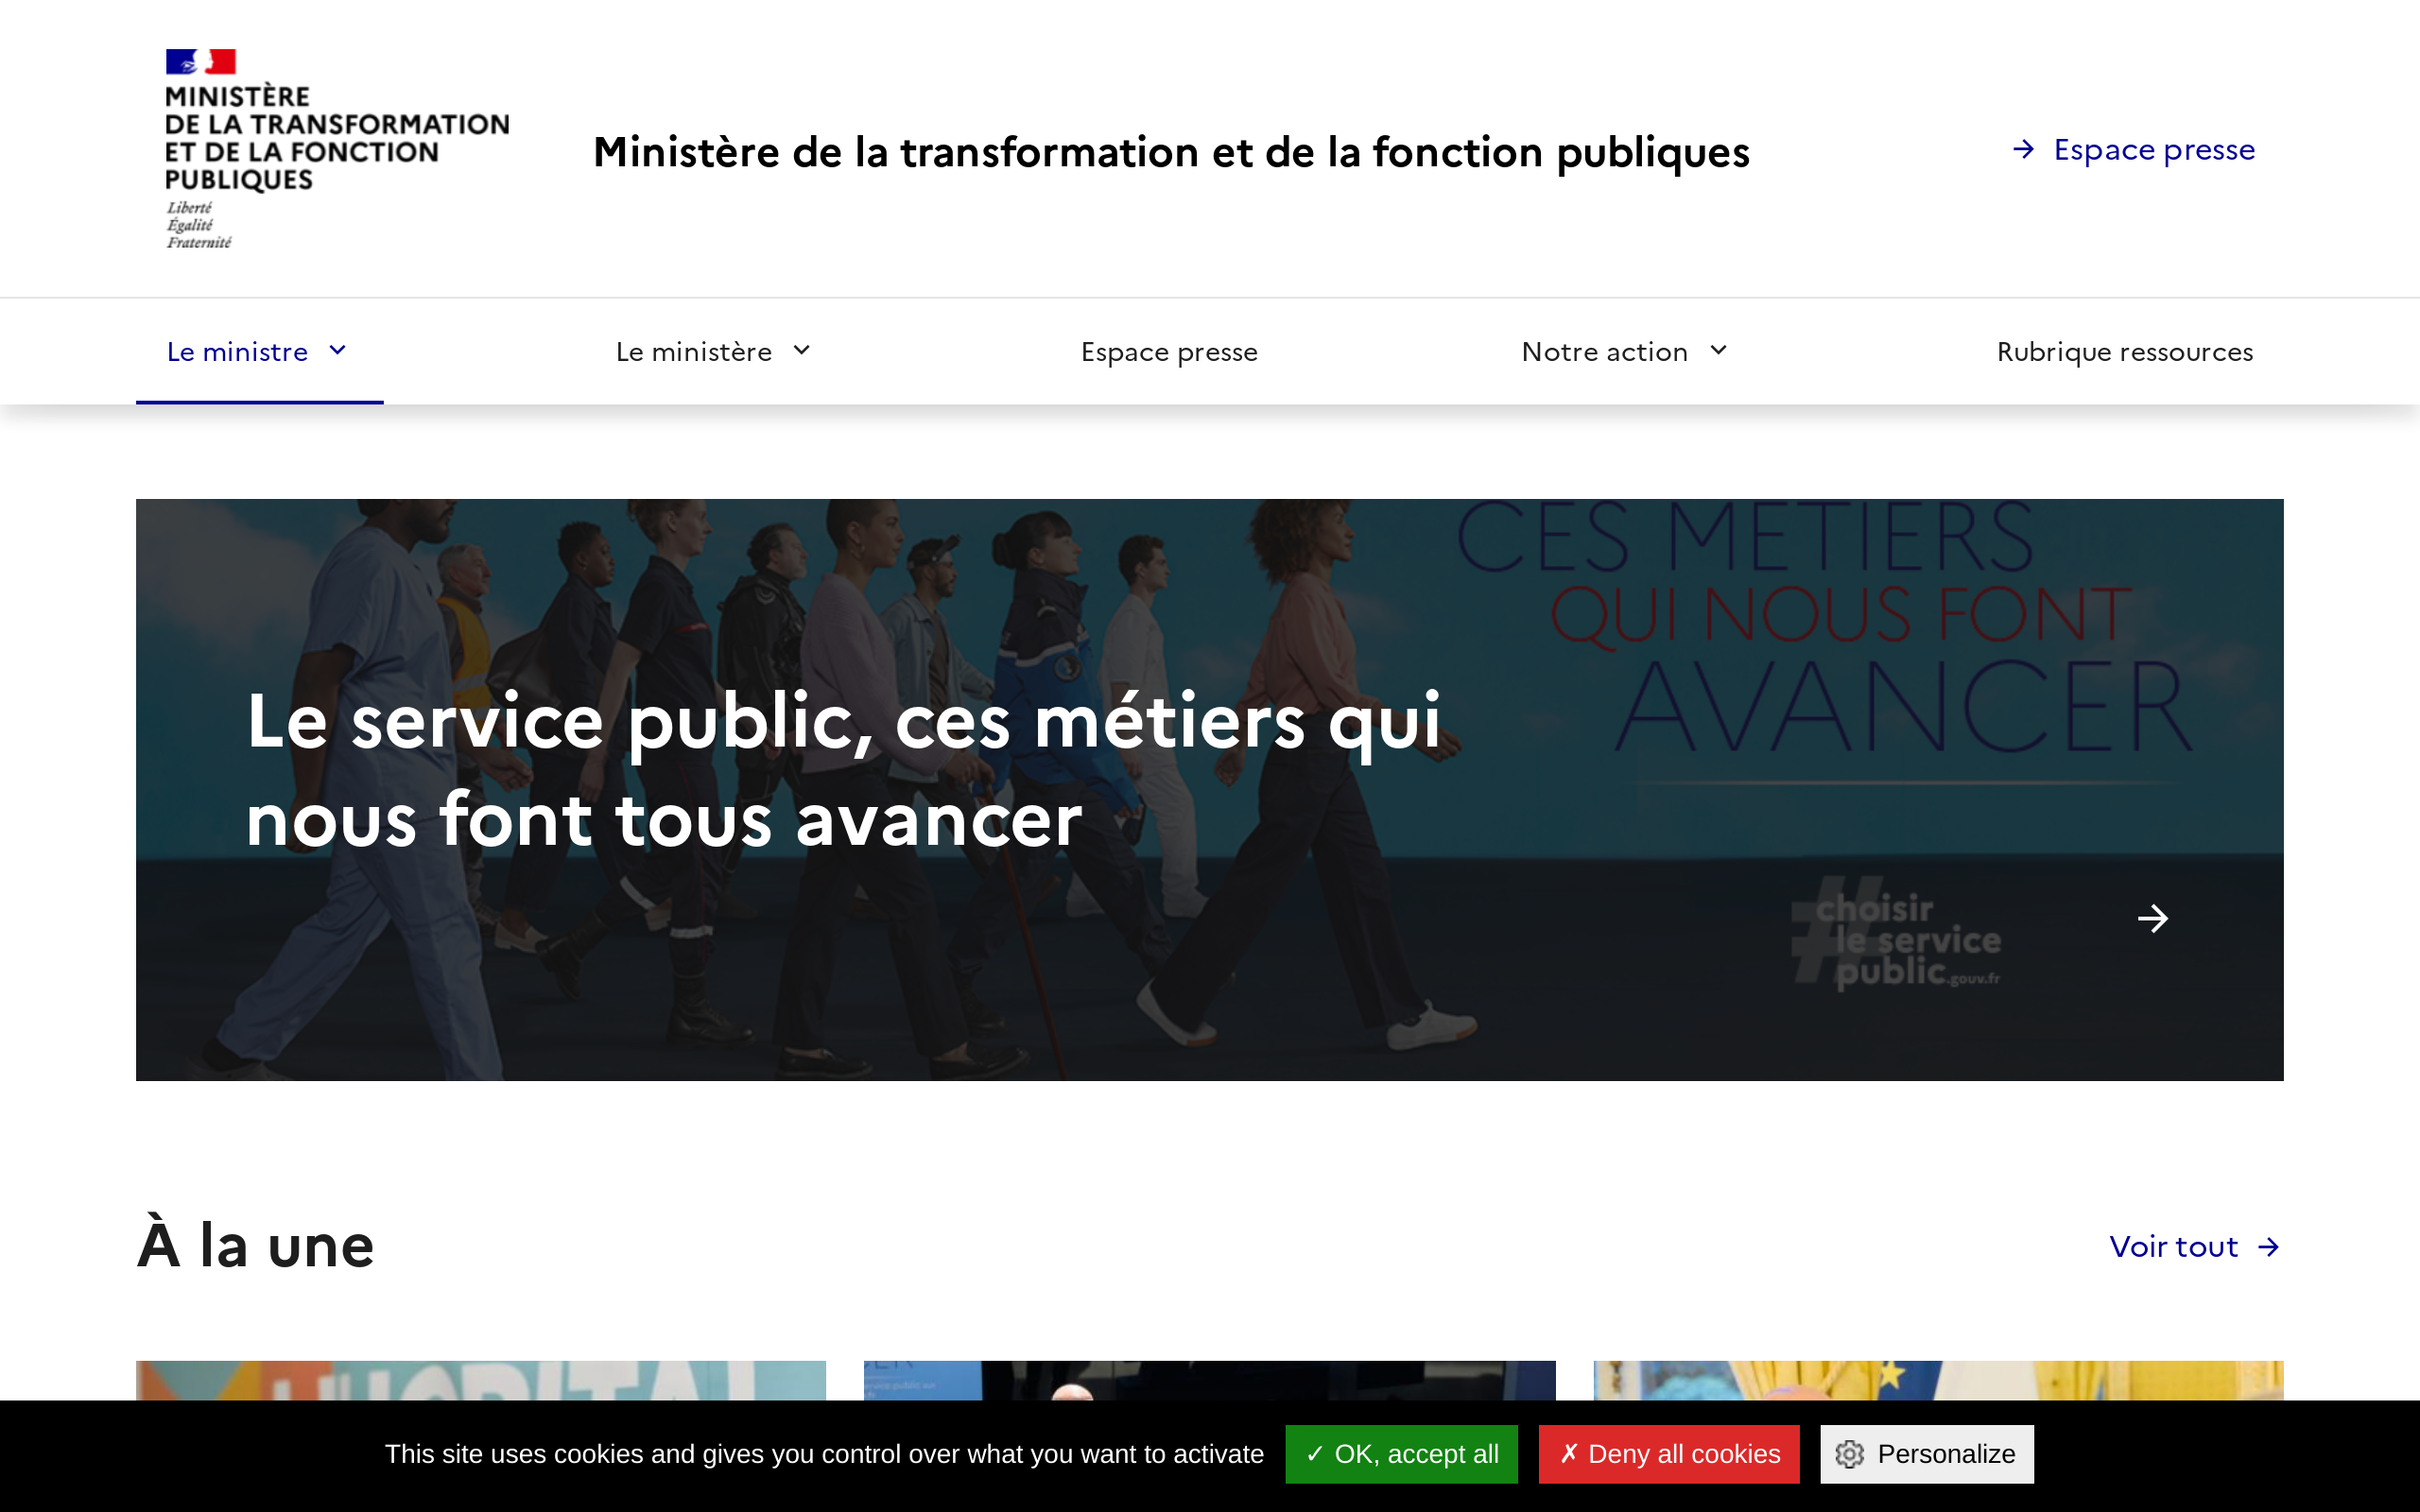 MINISTÈRE
DE LA TRANSFORMATION
ET DE LA FONCTION
PUBLIQUES
Liberté
Égalité
Fraternité
Ministère de la transformation et de la fonction publiques
Espace presse
Le ministre
Le ministère
Espace presse
Notre action
Rubrique ressources
CES MÉTIERS
QUI NOUS FONT
AVANCER
Le service public, ces métiers qui
nous font tous avancer
#choisir
le service
public.gouv.fr
À la une
Voir tout
This site uses cookies and gives you control over what you want to activate
✓ OK, accept all
✗ Deny all cookies
Personalize